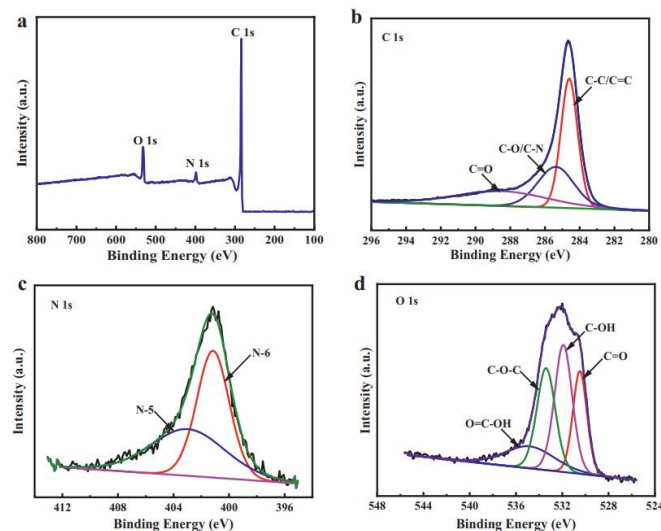 a
C 1s
O 1s
N 1s
Intensity (a.u.)
800 700 600 500 400 300 200 100
Binding Energy (eV)
b
C 1s
C-C/C=C
C-O/C-N
C=O
Intensity (a.u.)
296 294 292 290 288 286 284 282 280
Binding Energy (eV)
c
N 1s
N-6
N-5
Intensity (a.u.)
412 408 404 400 396
Binding Energy (eV)
d
O 1s
C-OH
C=O
C-O-C
O=C-OH
Intensity (a.u.)
548 544 540 536 532 528 524
Binding Energy (eV)